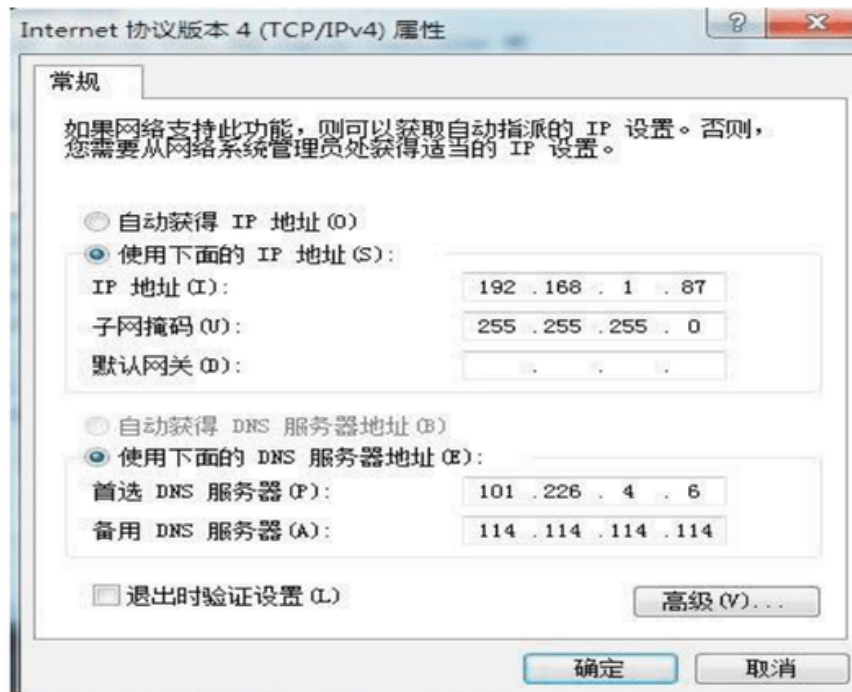 Internet 协议版本 4 (TCP/IPv4) 属性
常规
如果网络支持此功能，则可以获取自动指派的 IP 设置。否则，
您需要从网络系统管理员处获得适当的 IP 设置。
自动获得 IP 地址(O)
使用下面的 IP 地址(S):
IP 地址(I): 192 . 168 . 1 . 87
子网掩码(U): 255 . 255 . 255 . 0
默认网关(D): . . .
自动获得 DNS 服务器地址(B)
使用下面的 DNS 服务器地址(E):
首选 DNS 服务器(P): 101 . 226 . 4 . 6
备用 DNS 服务器(A): 114 . 114 . 114 . 114
退出时验证设置(L)
高级(V)...
确定 取消